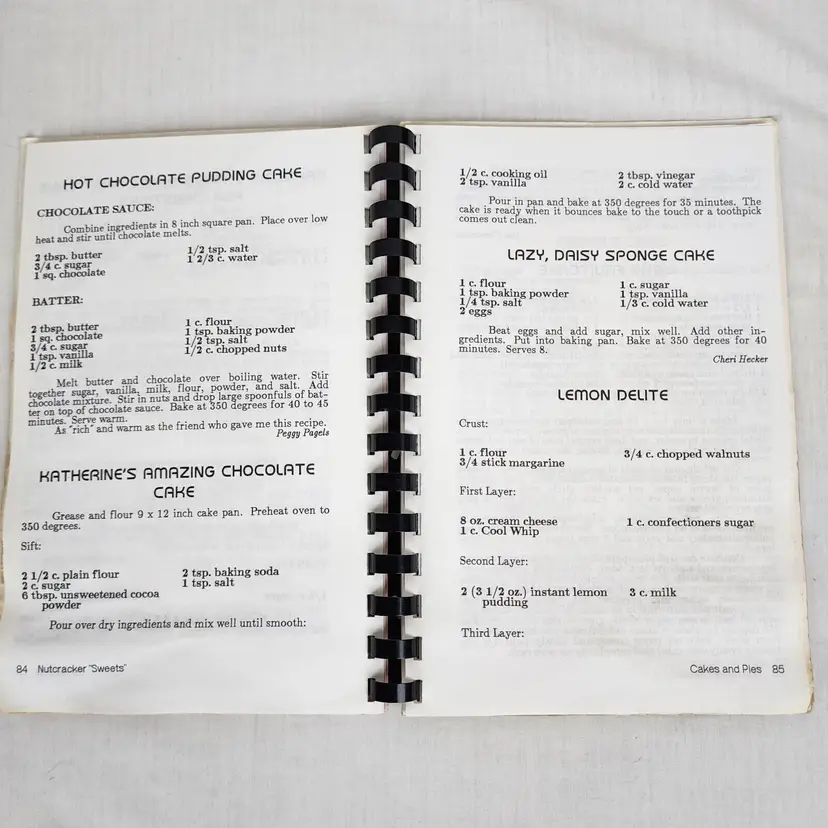 HOT CHOCOLATE PUDDING CAKE
CHOCOLATE SAUCE:
Combine ingredients in 8 inch square pan. Place over low
heat and stir until chocolate melts.
2 tbsp. butter
3/4 c. sugar
1 sq. chocolate
1/2 tsp. salt
1 2/3 c. water
BATTER:
2 tbsp. butter
1 sq. chocolate
3/4 c. sugar
1 tsp. vanilla
1/2 c. milk
1 c. flour
1 tsp. baking powder
1/2 tsp. salt
1/2 c. chopped nuts
Melt butter and chocolate over boiling water. Stir
together sugar, vanilla, milk, flour, powder, and salt. Add
chocolate mixture. Stir in nuts and drop large spoonfuls of bat-
ter on top of chocolate sauce. Bake at 350 degrees for 40 to 45
minutes. Serve warm.
As "rich" and warm as the friend who gave me this recipe.
Peggy Pagels
KATHERINE'S AMAZING CHOCOLATE
CAKE
Grease and flour 9 x 12 inch cake pan. Preheat oven to
350 degrees.
Sift:
2 1/2 c. plain flour
2 c. sugar
6 tbsp. unsweetened cocoa
powder
2 tsp. baking soda
1 tsp. salt
Pour over dry ingredients and mix well until smooth:
84 Nutcracker "Sweets"
1/2 c. cooking oil
2 tsp. vanilla
2 tbsp. vinegar
2 c. cold water
Pour in pan and bake at 350 degrees for 35 minutes. The
cake is ready when it bounces bake to the touch or a toothpick
comes out clean.
LAZY, DAISY SPONGE CAKE
1 c. flour
1 tsp. baking powder
1/4 tsp. salt
2 eggs
1 c. sugar
1 tsp. vanilla
1/3 c. cold water
Beat eggs and add sugar, mix well. Add other in-
gredients. Put into baking pan. Bake at 350 degrees for 40
minutes. Serves 8.
Cheri Hecker
LEMON DELITE
Crust:
1 c. flour
3/4 stick margarine
3/4 c. chopped walnuts
First Layer:
8 oz. cream cheese
1 c. Cool Whip
1 c. confectioners sugar
Second Layer:
2 (3 1/2 oz.) instant lemon
pudding
3 c. milk
Third Layer:
Cakes and Pies 85